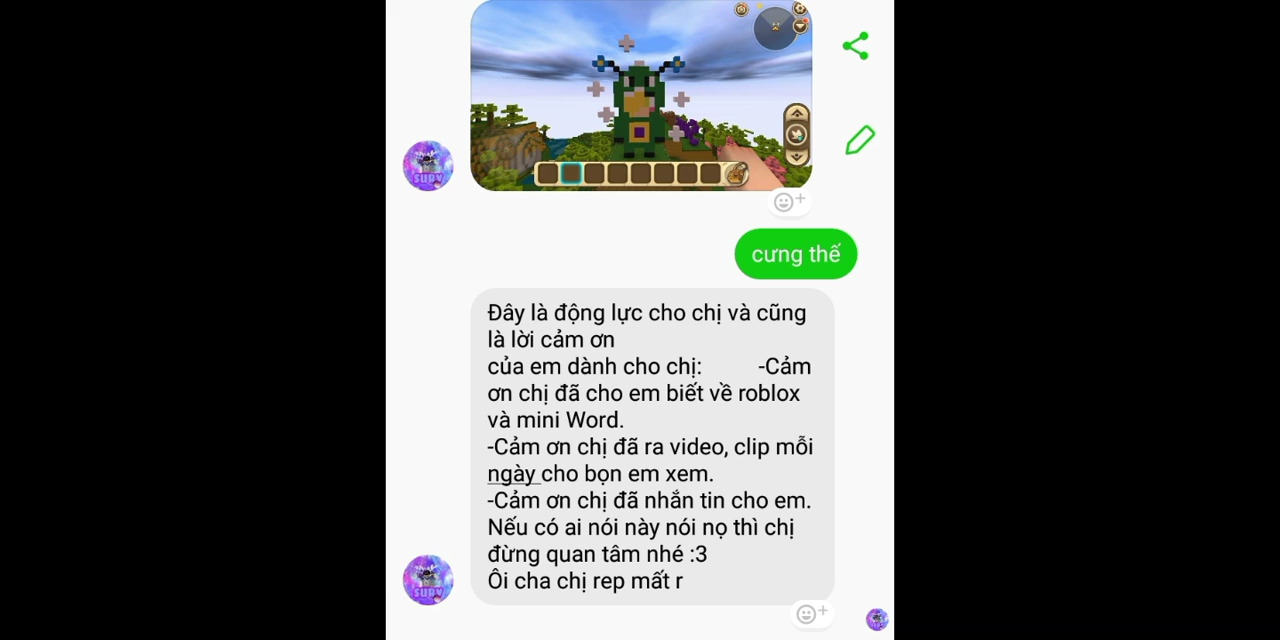 cưng thế
Đây là động lực cho chị và cũng
là lời cảm ơn
của em dành cho chị: -Cảm
ơn chị đã cho em biết về roblox
và mini Word.
-Cảm ơn chị đã ra video, clip mỗi
ngày cho bọn em xem.
-Cảm ơn chị đã nhắn tin cho em.
Nếu có ai nói này nói nọ thì chị
đừng quan tâm nhé :3
Ôi cha chị rep mất r